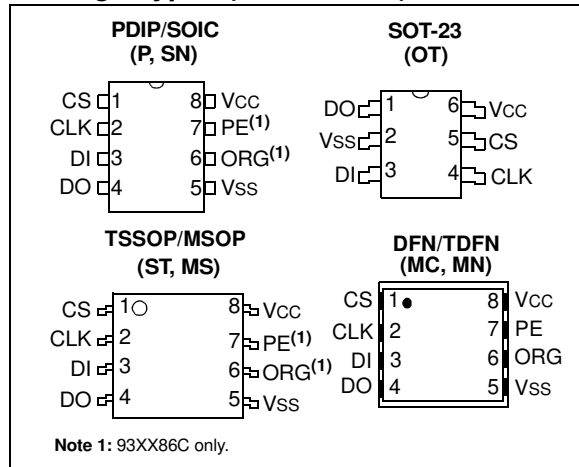 PDIP/SOIC
(P, SN)
CS 1 8 VCC
CLK 2 7 PE(1)
DI 3 6 ORG(1)
DO 4 5 VSS
SOT-23
(OT)
DO 1 6 VCC
VSS 2 5 CS
DI 3 4 CLK
TSSOP/MSOP
(ST, MS)
CS 1 8 VCC
CLK 2 7 PE(1)
DI 3 6 ORG(1)
DO 4 5 VSS
DFN/TDFN
(MC, MN)
CS 1 8 VCC
CLK 2 7 PE
DI 3 6 ORG
DO 4 5 VSS
Note 1: 93XX86C only.